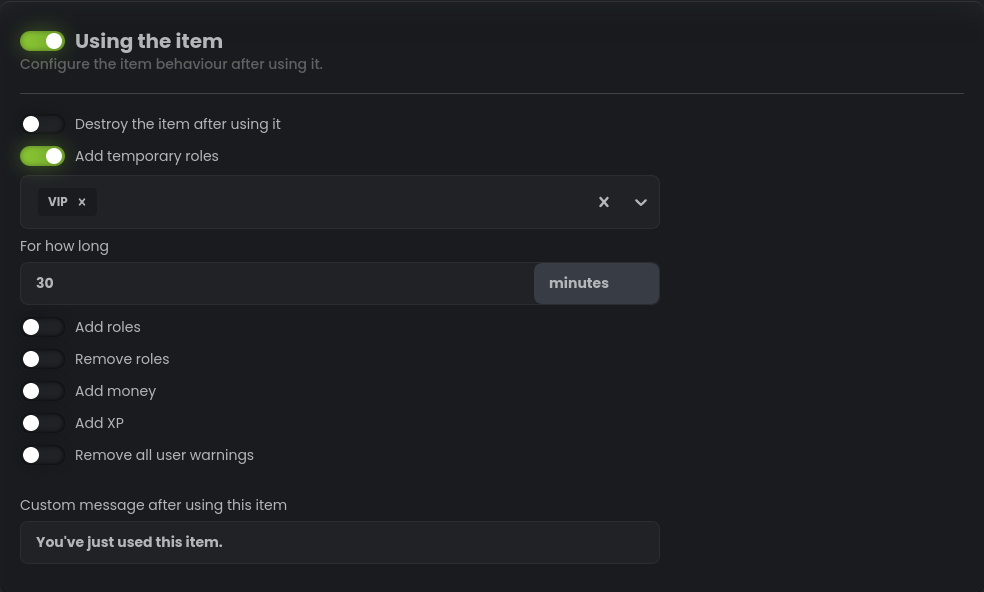 Using the item
Configure the item behaviour after using it.
Destroy the item after using it
Add temporary roles
VIP
For how long
30 minutes
Add roles
Remove roles
Add money
Add XP
Remove all user warnings
Custom message after using this item
You've just used this item.